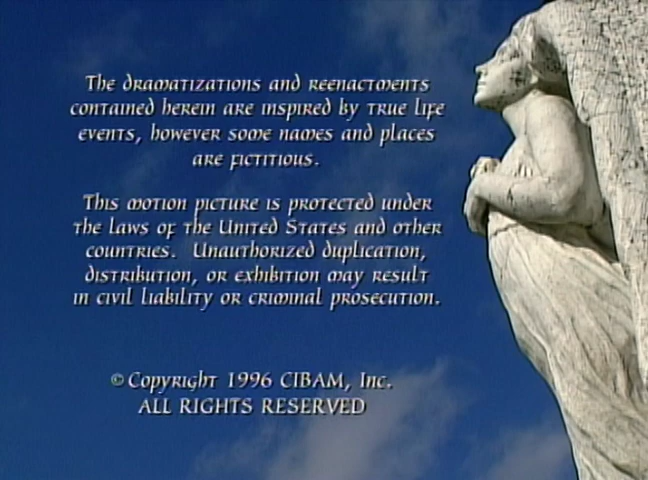 The dramatizations and reenactments
contained herein are inspired by true life
events, however some names and places
are fictitious.
This motion picture is protected under
the laws of the United States and other
countries. Unauthorized duplication,
distribution, or exhibition may result
in civil liability or criminal prosecution.
© Copyright 1996 CIBAM, Inc.
ALL RIGHTS RESERVED